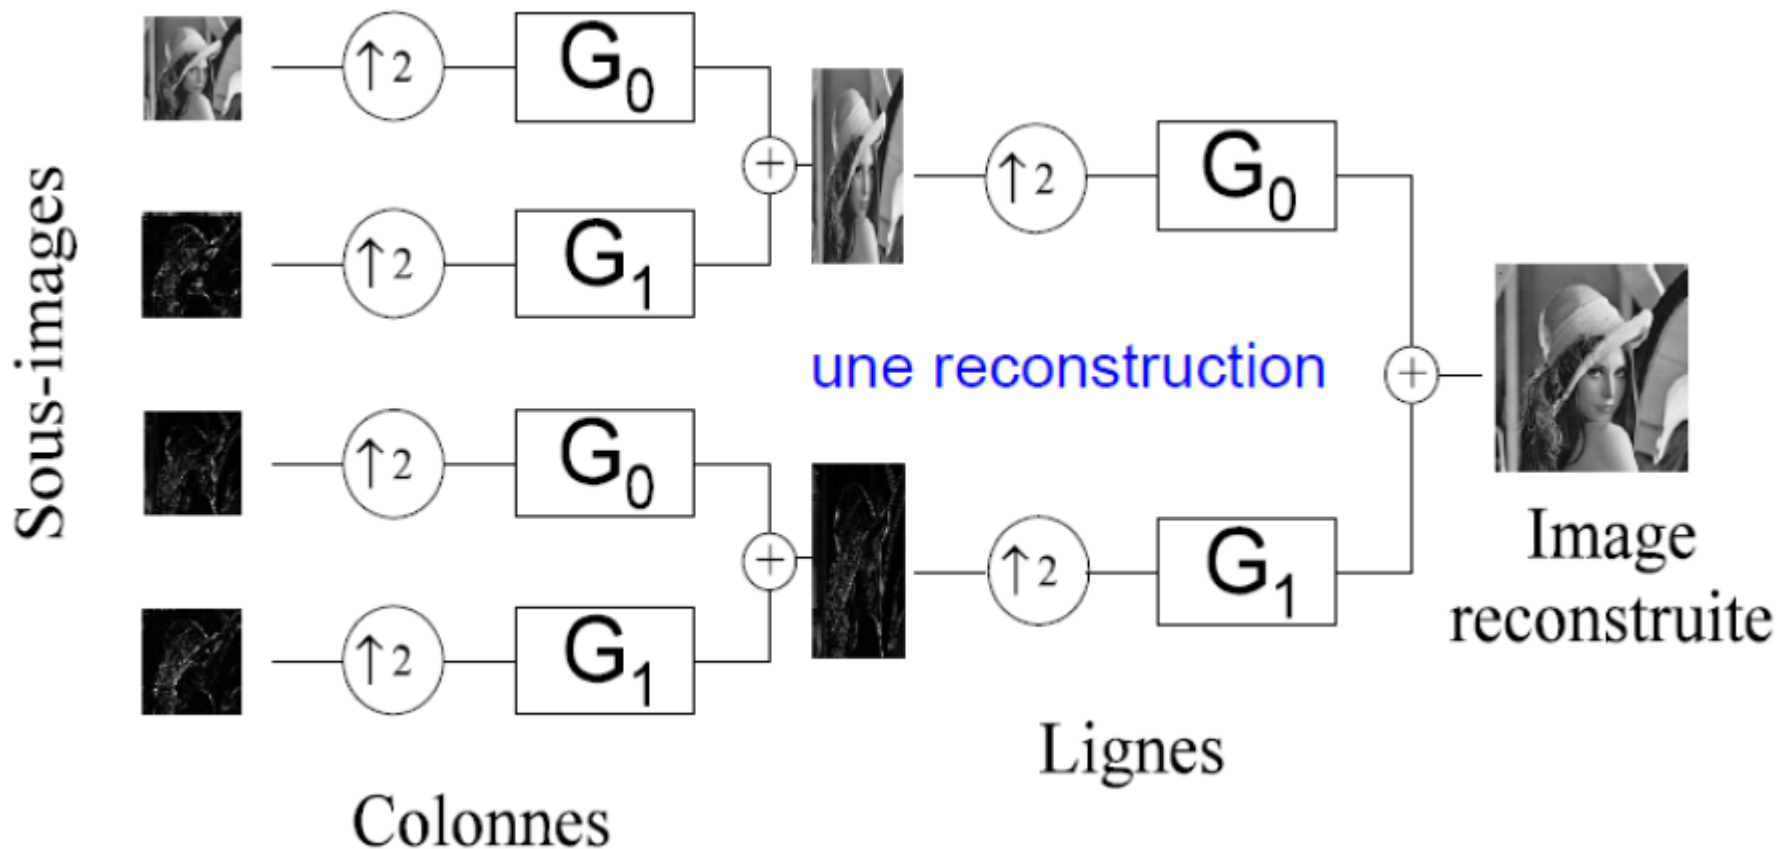 Sous-images
↑2
G0
↑2
G1
↑2
G0
↑2
G1
Colonnes
+
+
↑2
G0
une reconstruction
↑2
G1
Lignes
+
Image
reconstruite